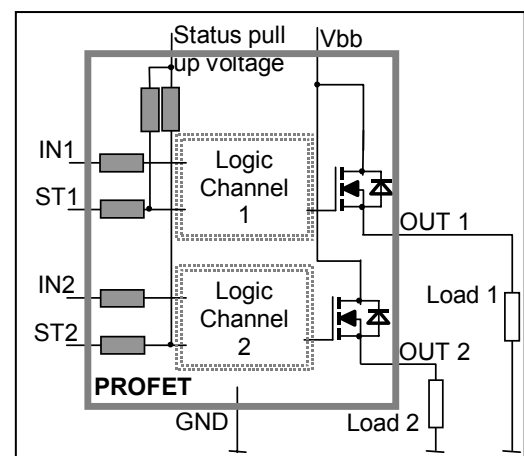 Status pull
up voltage
Vbb
IN1
Logic
Channel
1
ST1
OUT 1
IN2
Logic
Channel
2
Load 1
ST2
OUT 2
PROFET
GND
Load 2